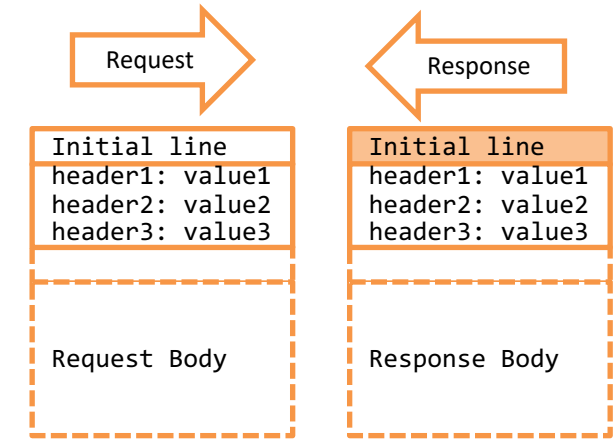 Request
Response
Initial line
header1: value1
header2: value2
header3: value3
Request Body
Initial line
header1: value1
header2: value2
header3: value3
Response Body